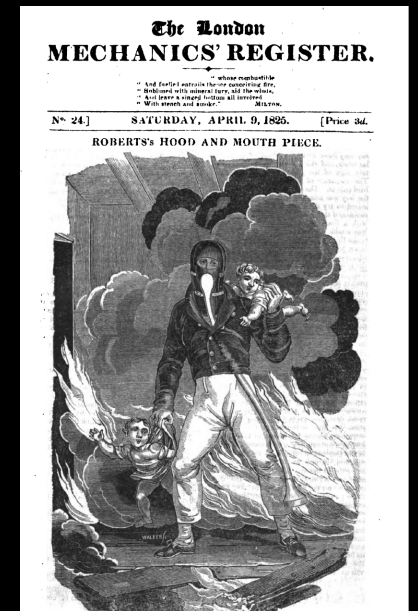 The London
MECHANICS' REGISTER.
" whose combustible
" And fuelled entrails thence conceiving fire,
" Sublimed with mineral fury, aid the winds,
" And leave a singed bottom all involved
" With stench and smoke." MILTON.
No. 24.] SATURDAY, APRIL 9, 1825. [Price 3d.
ROBERTS's HOOD AND MOUTH PIECE.
WALKER